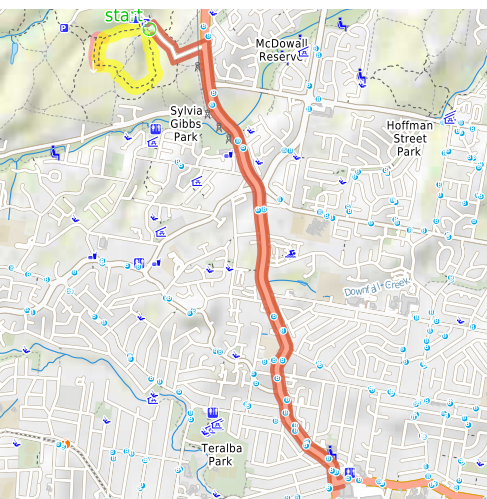 start
McDowall
Reserve
P
Sylvia
Gibbs
Park
Hoffman
Street
Park
Downfall Creek
Teralba
Park